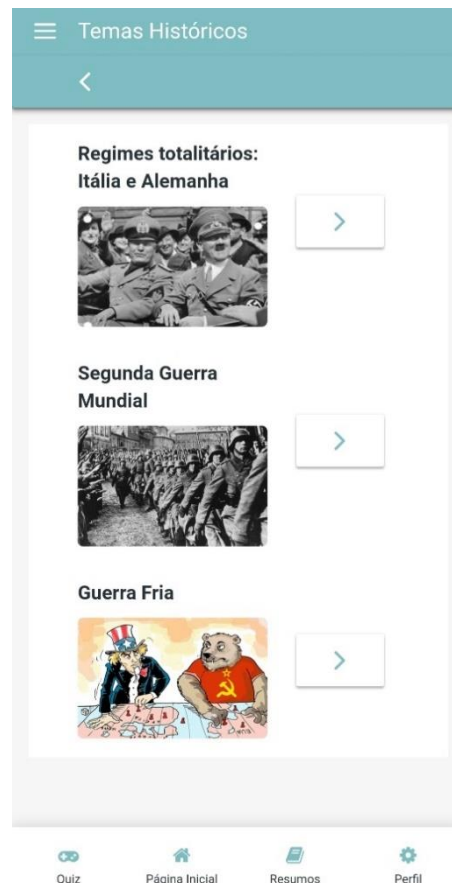 Temas Históricos
Regimes totalitários:
Itália e Alemanha
Segunda Guerra
Mundial
Guerra Fria
Quiz
Página Inicial
Resumos
Perfil